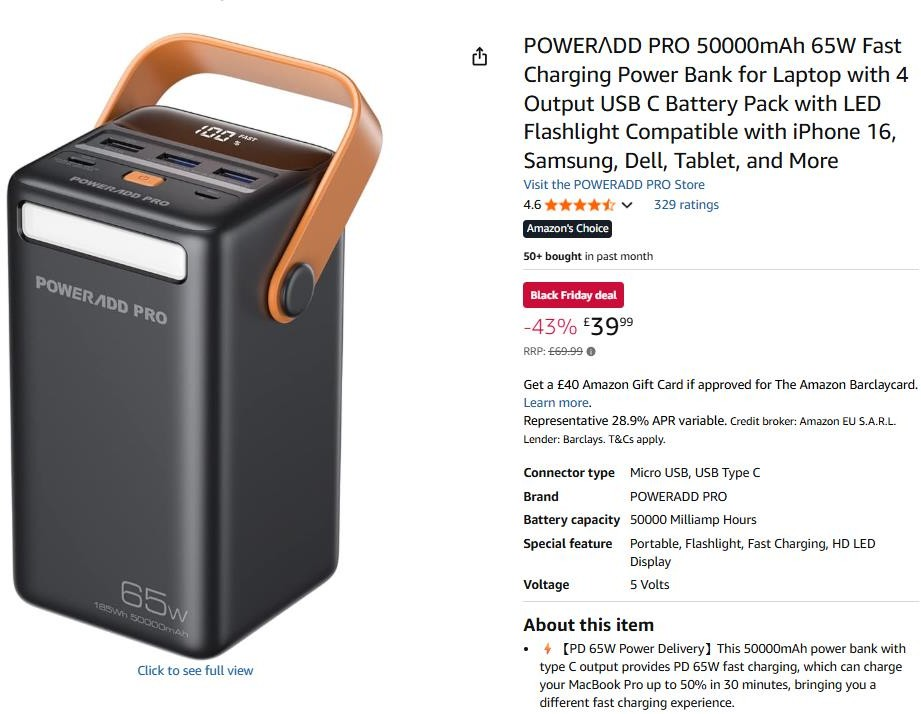 100 FAST
%
POWERΛDD PRO
POWERΛDD PRO
65W
185Wh 50000mAh
Click to see full view
POWERΛDD PRO 50000mAh 65W Fast
Charging Power Bank for Laptop with 4
Output USB C Battery Pack with LED
Flashlight Compatible with iPhone 16,
Samsung, Dell, Tablet, and More
Visit the POWERADD PRO Store
4.6 329 ratings
Amazon's Choice
50+ bought in past month
Black Friday deal
-43% £39⁹⁹
RRP: £69.99
Get a £40 Amazon Gift Card if approved for The Amazon Barclaycard.
Learn more.
Representative 28.9% APR variable. Credit broker: Amazon EU S.A.R.L.
Lender: Barclays. T&Cs apply.
Connector type Micro USB, USB Type C
Brand POWERADD PRO
Battery capacity 50000 Milliamp Hours
Special feature Portable, Flashlight, Fast Charging, HD LED
Display
Voltage 5 Volts
About this item
• ⚡【PD 65W Power Delivery】This 50000mAh power bank with
type C output provides PD 65W fast charging, which can charge
your MacBook Pro up to 50% in 30 minutes, bringing you a
different fast charging experience.